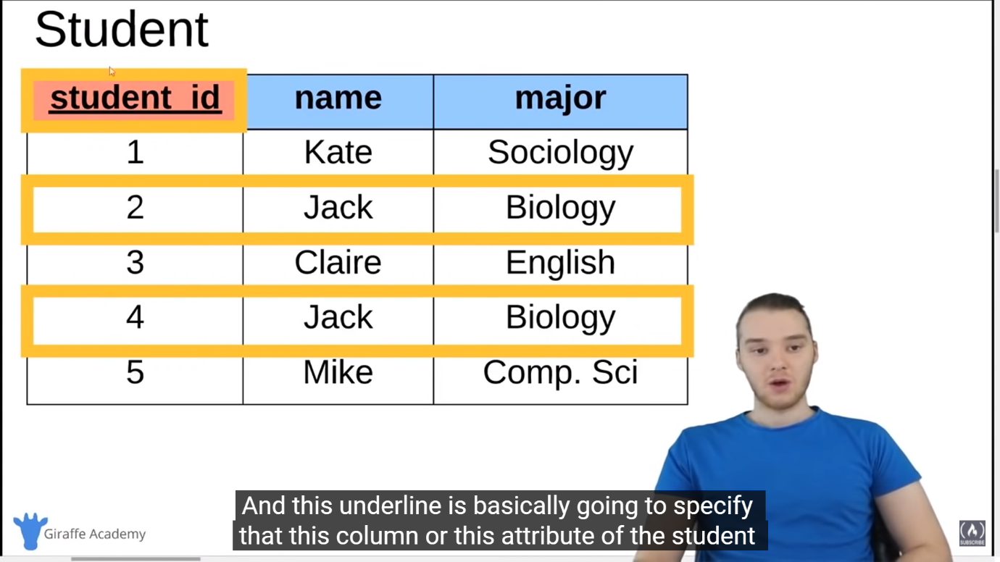 Student
student_id name major
1 Kate Sociology
2 Jack Biology
3 Claire English
4 Jack Biology
5 Mike Comp. Sci
And this underline is basically going to specify
that this column or this attribute of the student
Giraffe Academy
SUBSCRIBE